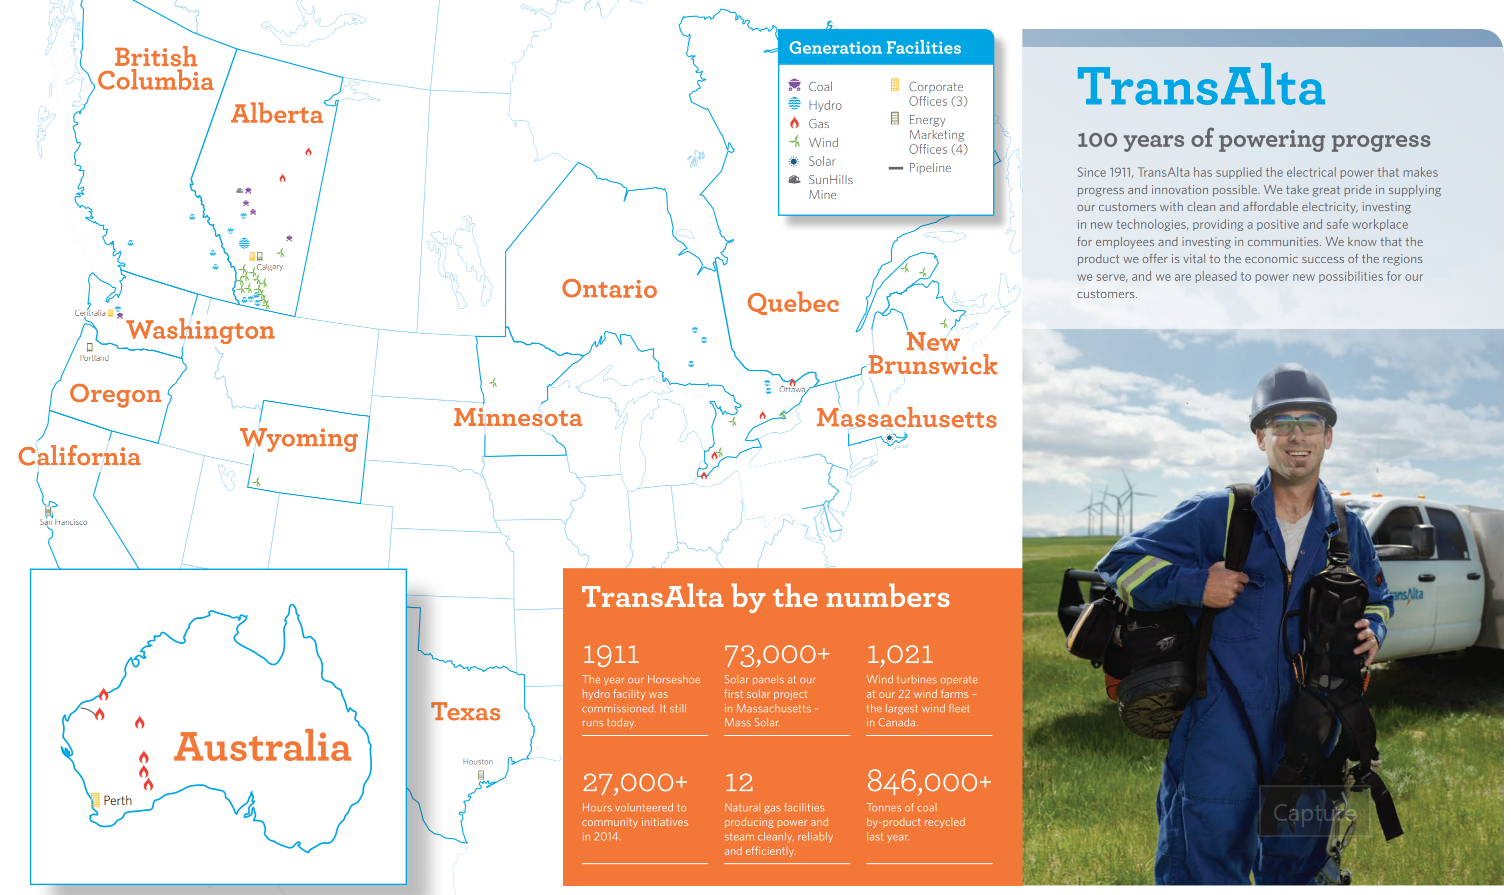 British
Columbia
Alberta
Calgary
Centralia
Washington
Portland
Oregon
California
San Francisco
Wyoming
Minnesota
Ontario
Quebec
New
Brunswick
Ottawa
Massachusetts
Texas
Houston
Australia
Perth
Generation Facilities
Coal
Hydro
Gas
Wind
Solar
SunHills
Mine
Corporate
Offices (3)
Energy
Marketing
Offices (4)
Pipeline
TransAlta by the numbers
1911
The year our Horseshoe
hydro facility was
commissioned. It still
runs today.
73,000+
Solar panels at our
first solar project
in Massachusetts –
Mass Solar.
1,021
Wind turbines operate
at our 22 wind farms –
the largest wind fleet
in Canada.
27,000+
Hours volunteered to
community initiatives
in 2014.
12
Natural gas facilities
producing power and
steam cleanly, reliably
and efficiently.
846,000+
Tonnes of coal
by-product recycled
last year.
TransAlta
100 years of powering progress
Since 1911, TransAlta has supplied the electrical power that makes
progress and innovation possible. We take great pride in supplying
our customers with clean and affordable electricity, investing
in new technologies, providing a positive and safe workplace
for employees and investing in communities. We know that the
product we offer is vital to the economic success of the regions
we serve, and we are pleased to power new possibilities for our
customers.
TransAlta
Capture